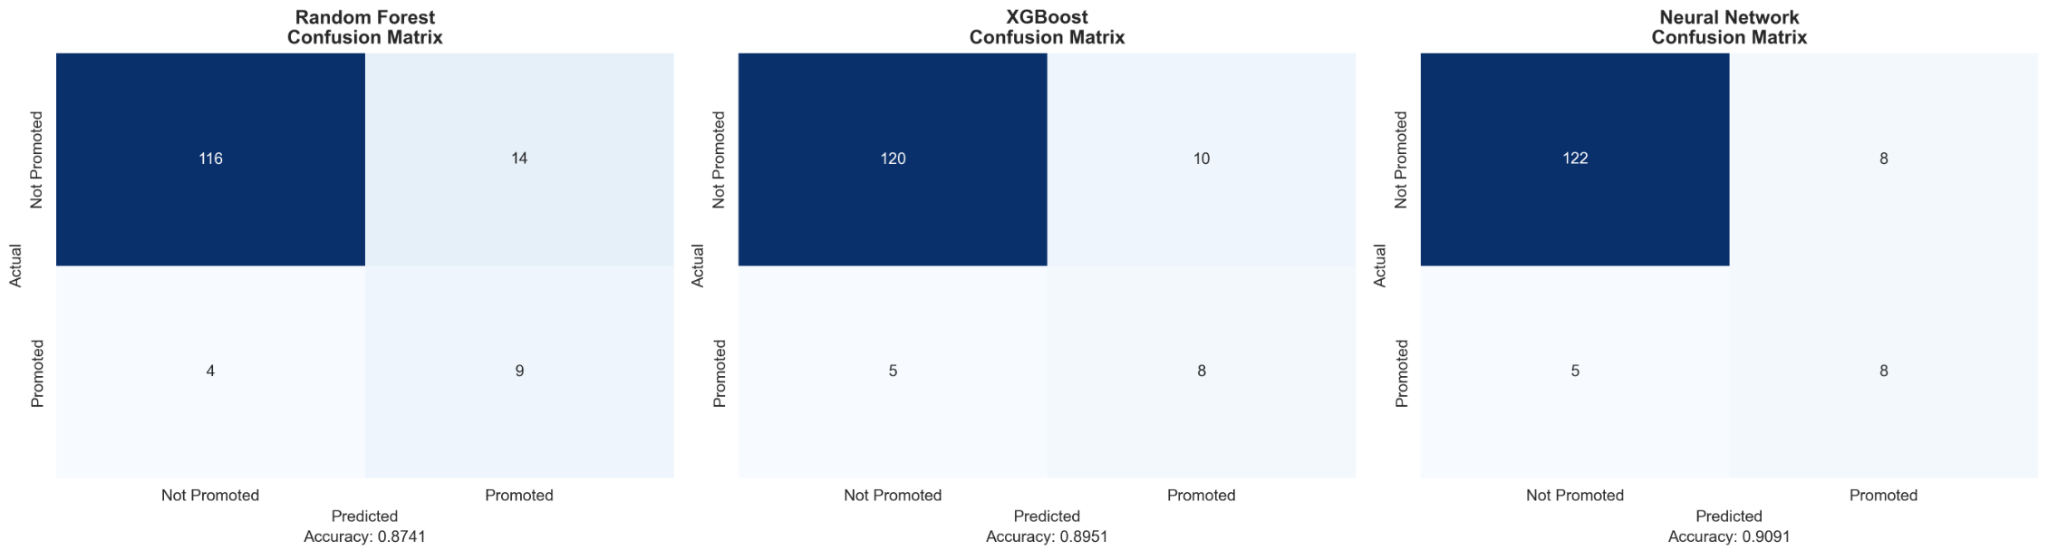 Random Forest
Confusion Matrix
Actual
Not Promoted
Promoted
116
14
4
9
Not Promoted
Promoted
Predicted
Accuracy: 0.8741
XGBoost
Confusion Matrix
Actual
Not Promoted
Promoted
120
10
5
8
Not Promoted
Promoted
Predicted
Accuracy: 0.8951
Neural Network
Confusion Matrix
Actual
Not Promoted
Promoted
122
8
5
8
Not Promoted
Promoted
Predicted
Accuracy: 0.9091